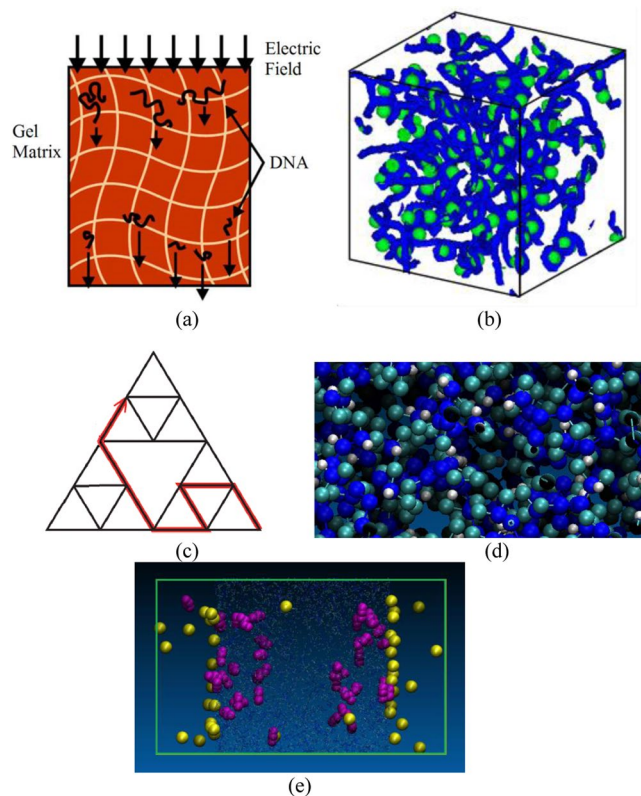 Electric
Field
Gel
Matrix
DNA
(a)
(b)
(c)
(d)
(e)